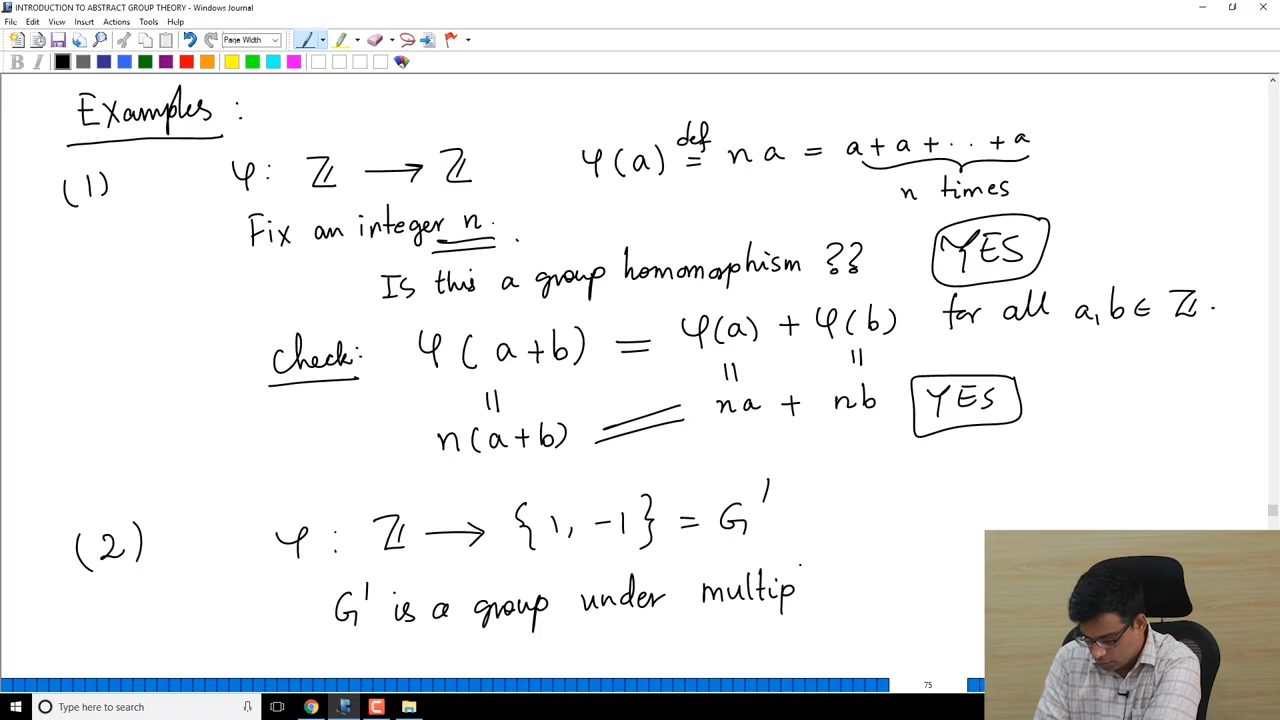 INTRODUCTION TO ABSTRACT GROUP THEORY - Windows Journal
File Edit View Insert Actions Tools Help
Page Width
B I
Examples :
(1) φ : ℤ ⟶ ℤ φ(a) def= na = a + a + ·· + a
n times
Fix an integer n.
Is this a group homomorphism ?? YES
Check: φ(a+b) = φ(a) + φ(b) for all a, b ∈ ℤ.
|| || ||
n(a+b) = na + nb YES
(2) φ : ℤ ⟶ {1, -1} = G'
G' is a group under multip
75
Type here to search